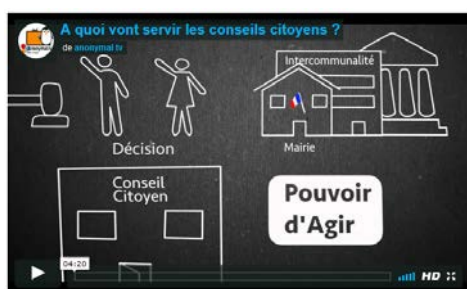 A quoi vont servir les conseils citoyens ?
de anonymal tv
Intercommunalité
Décision
Mairie
Conseil
Citoyen
Pouvoir
d'Agir
04:20
HD